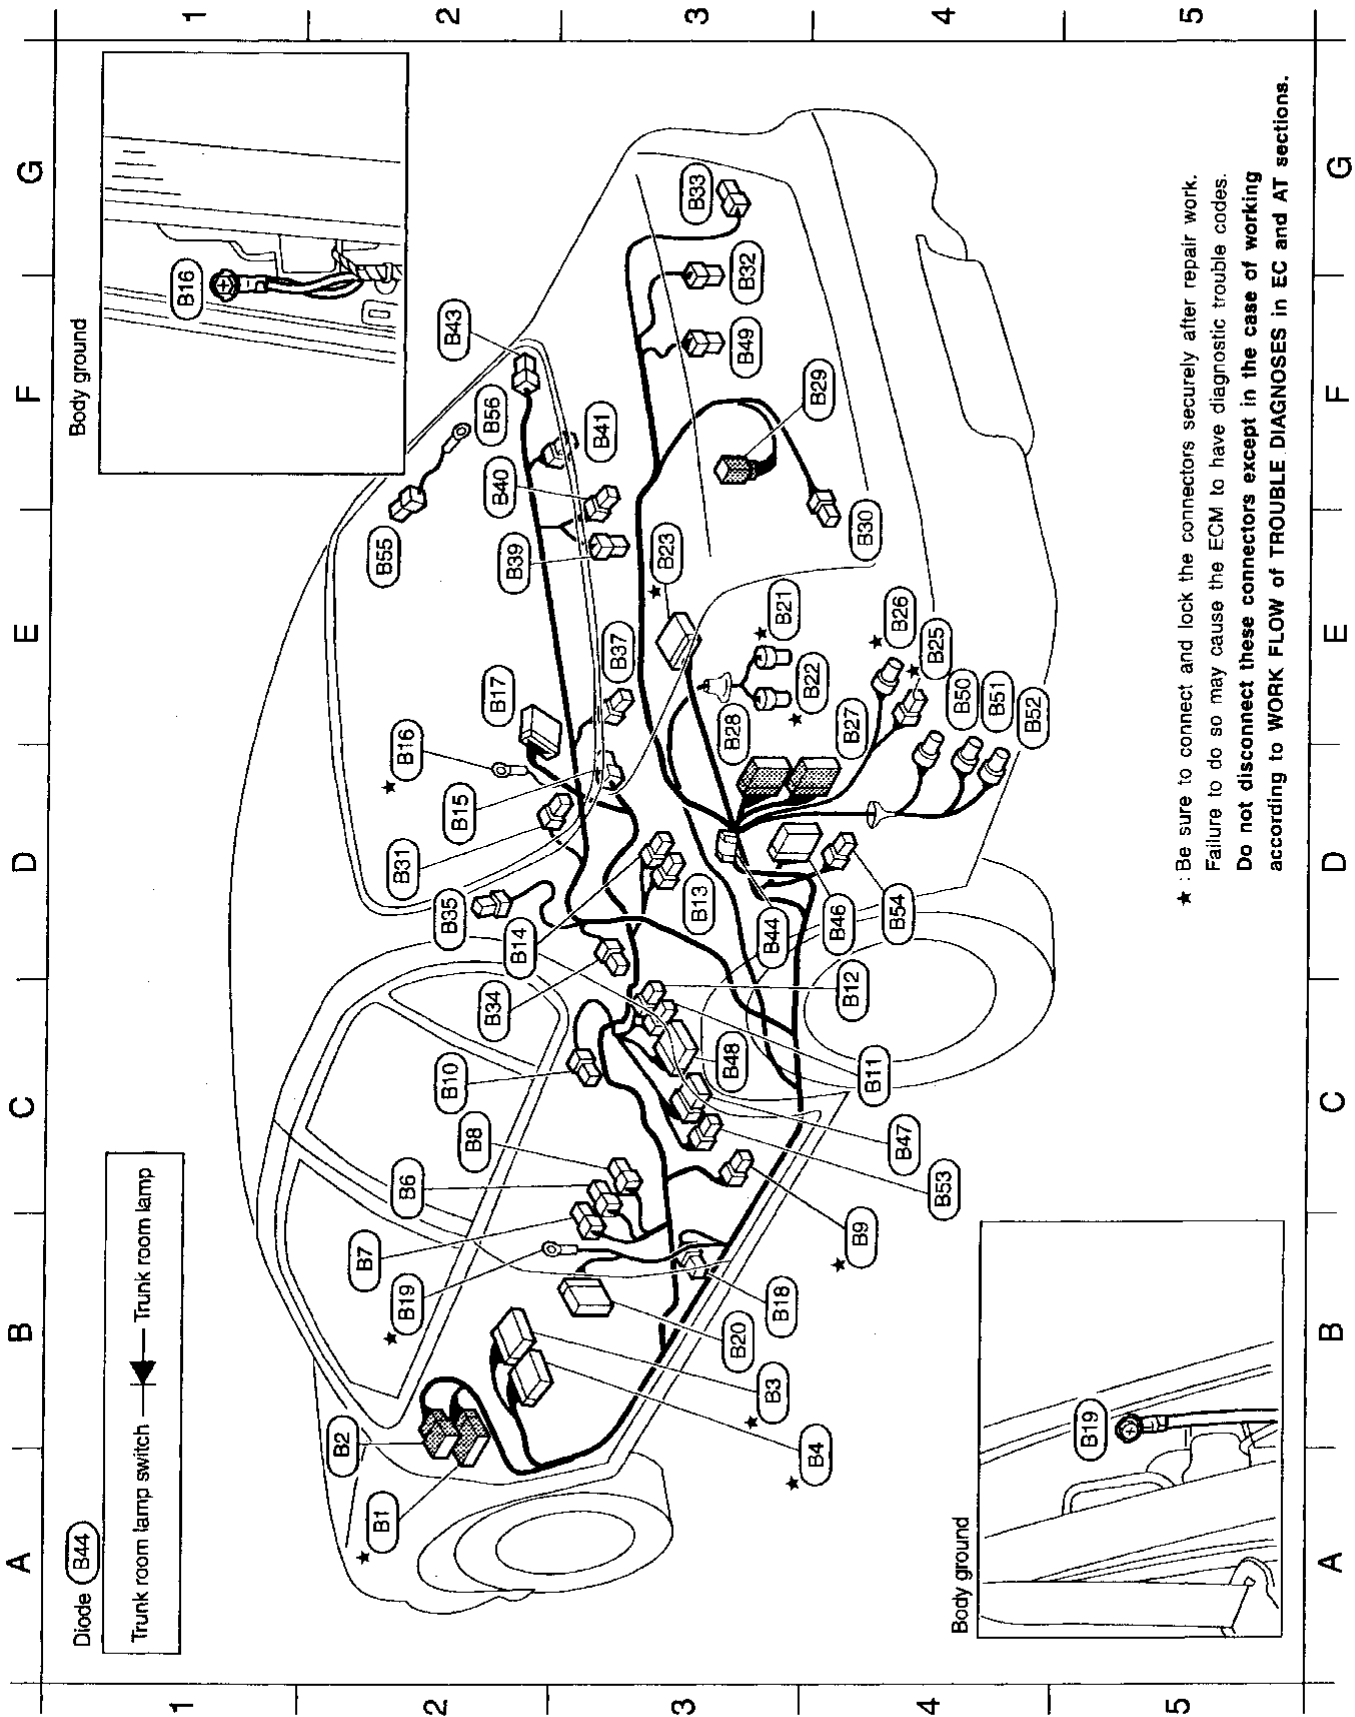 A B C D E F G
1
2
3
4
5
Diode B44
Trunk room lamp switch
Trunk room lamp
Body ground
B16
B2
★ B1
B7
B6
B8
★ B19
B10
B34
B35
B14
B31
B15
★ B16
B17
B39
B40
B55
B56
B43
B41
B37
★ B23
B33
B32
B49
B29
B30
★ B21
★ B22
★ B26
★ B25
B28
B27
B50
B51
B52
B13
B44
B46
B54
B12
B48
B11
B47
B53
★ B9
B18
B20
★ B3
★ B4
Body ground
B19
★ : Be sure to connect and lock the connectors securely after repair work.
Failure to do so may cause the ECM to have diagnostic trouble codes.
Do not disconnect these connectors except in the case of working
according to WORK FLOW of TROUBLE DIAGNOSES in EC and AT sections.
1
2
3
4
5
A B C D E F G